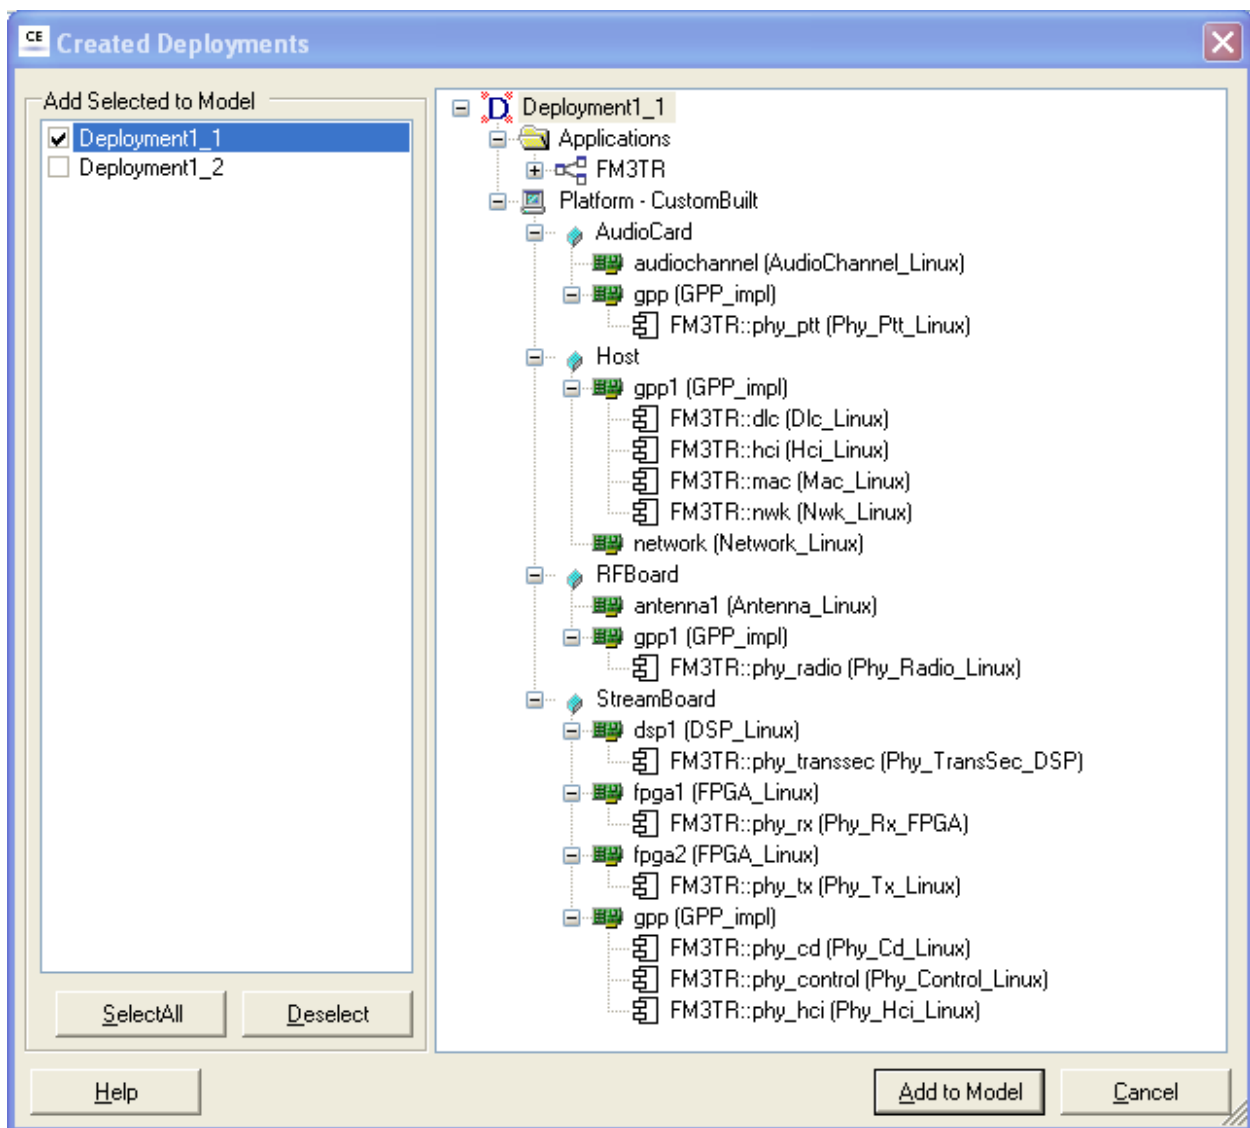 CE Created Deployments
Add Selected to Model
Deployment1_1
Deployment1_2
SelectAll
Deselect
Deployment1_1
Applications
FM3TR
Platform - CustomBuilt
AudioCard
audiochannel (AudioChannel_Linux)
gpp (GPP_impl)
FM3TR::phy_ptt (Phy_Ptt_Linux)
Host
gpp1 (GPP_impl)
FM3TR::dlc (Dlc_Linux)
FM3TR::hci (Hci_Linux)
FM3TR::mac (Mac_Linux)
FM3TR::nwk (Nwk_Linux)
network (Network_Linux)
RFBoard
antenna1 (Antenna_Linux)
gpp1 (GPP_impl)
FM3TR::phy_radio (Phy_Radio_Linux)
StreamBoard
dsp1 (DSP_Linux)
FM3TR::phy_transsec (Phy_TransSec_DSP)
fpga1 (FPGA_Linux)
FM3TR::phy_rx (Phy_Rx_FPGA)
fpga2 (FPGA_Linux)
FM3TR::phy_tx (Phy_Tx_Linux)
gpp (GPP_impl)
FM3TR::phy_cd (Phy_Cd_Linux)
FM3TR::phy_control (Phy_Control_Linux)
FM3TR::phy_hci (Phy_Hci_Linux)
Help
Add to Model
Cancel